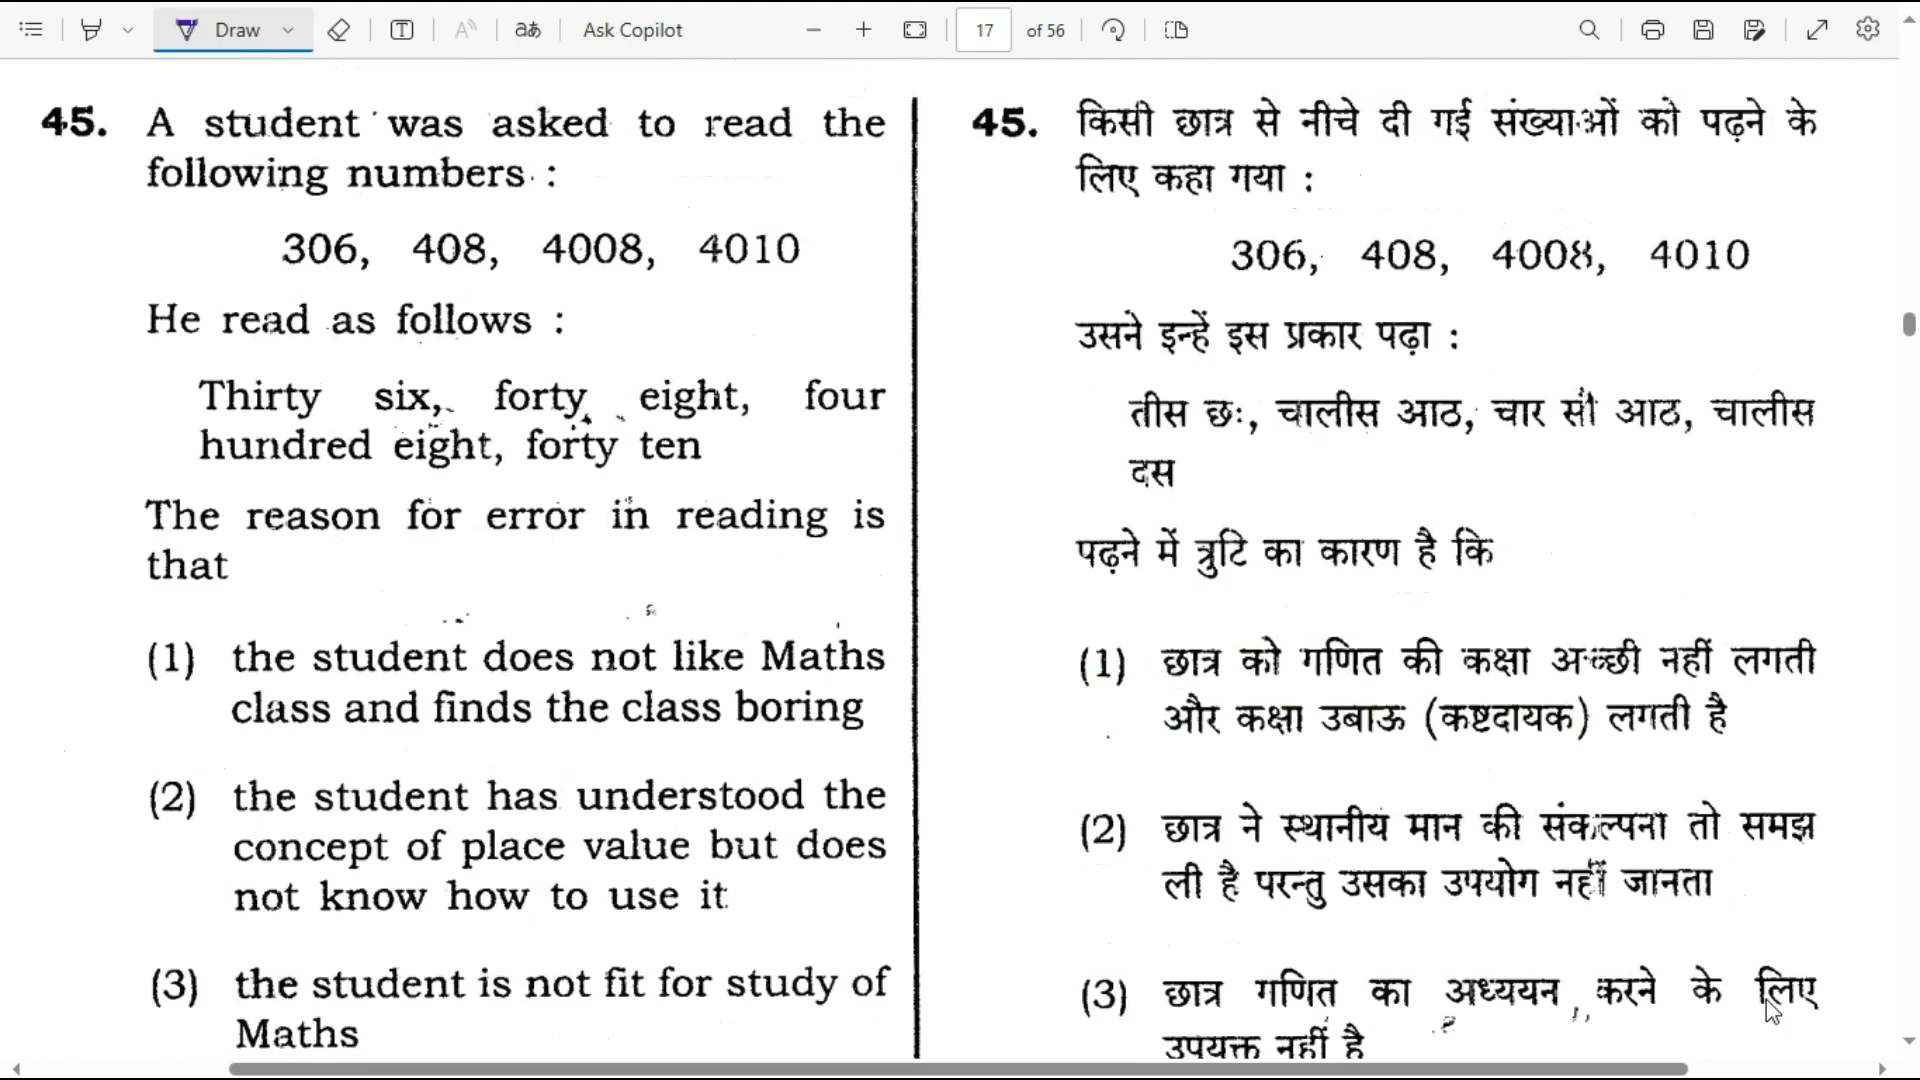 Draw
Ask Copilot
17 of 56
45. A student was asked to read the
following numbers :
306, 408, 4008, 4010
He read as follows :
Thirty six, forty eight, four
hundred eight, forty ten
The reason for error in reading is
that
(1) the student does not like Maths
class and finds the class boring
(2) the student has understood the
concept of place value but does
not know how to use it
(3) the student is not fit for study of
Maths
45. किसी छात्र से नीचे दी गई संख्याओं को पढ़ने के
लिए कहा गया :
306, 408, 4008, 4010
उसने इन्हें इस प्रकार पढ़ा :
तीस छः, चालीस आठ, चार सौ आठ, चालीस
दस
पढ़ने में त्रुटि का कारण है कि
(1) छात्र को गणित की कक्षा अच्छी नहीं लगती
और कक्षा उबाऊ (कष्टदायक) लगती है
(2) छात्र ने स्थानीय मान की संकल्पना तो समझ
ली है परन्तु उसका उपयोग नहीं जानता
(3) छात्र गणित का अध्ययन करने के लिए
उपयुक्त नहीं है